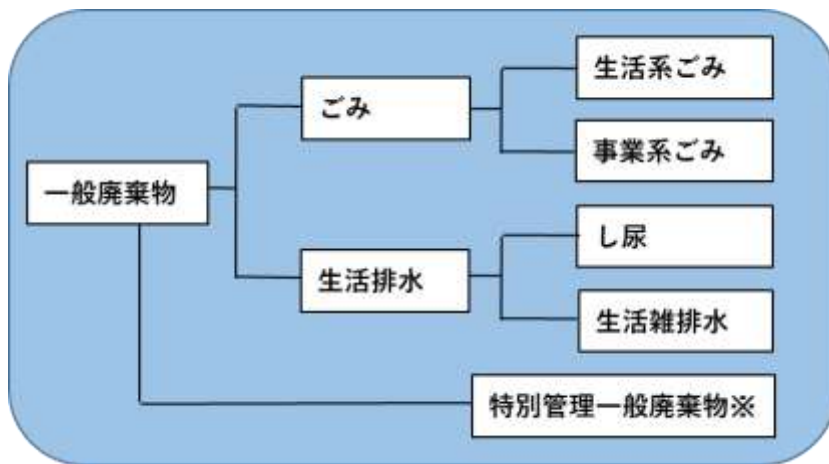 一般廃棄物
ごみ
生活系ごみ
事業系ごみ
生活排水
し尿
生活雑排水
特別管理一般廃棄物※